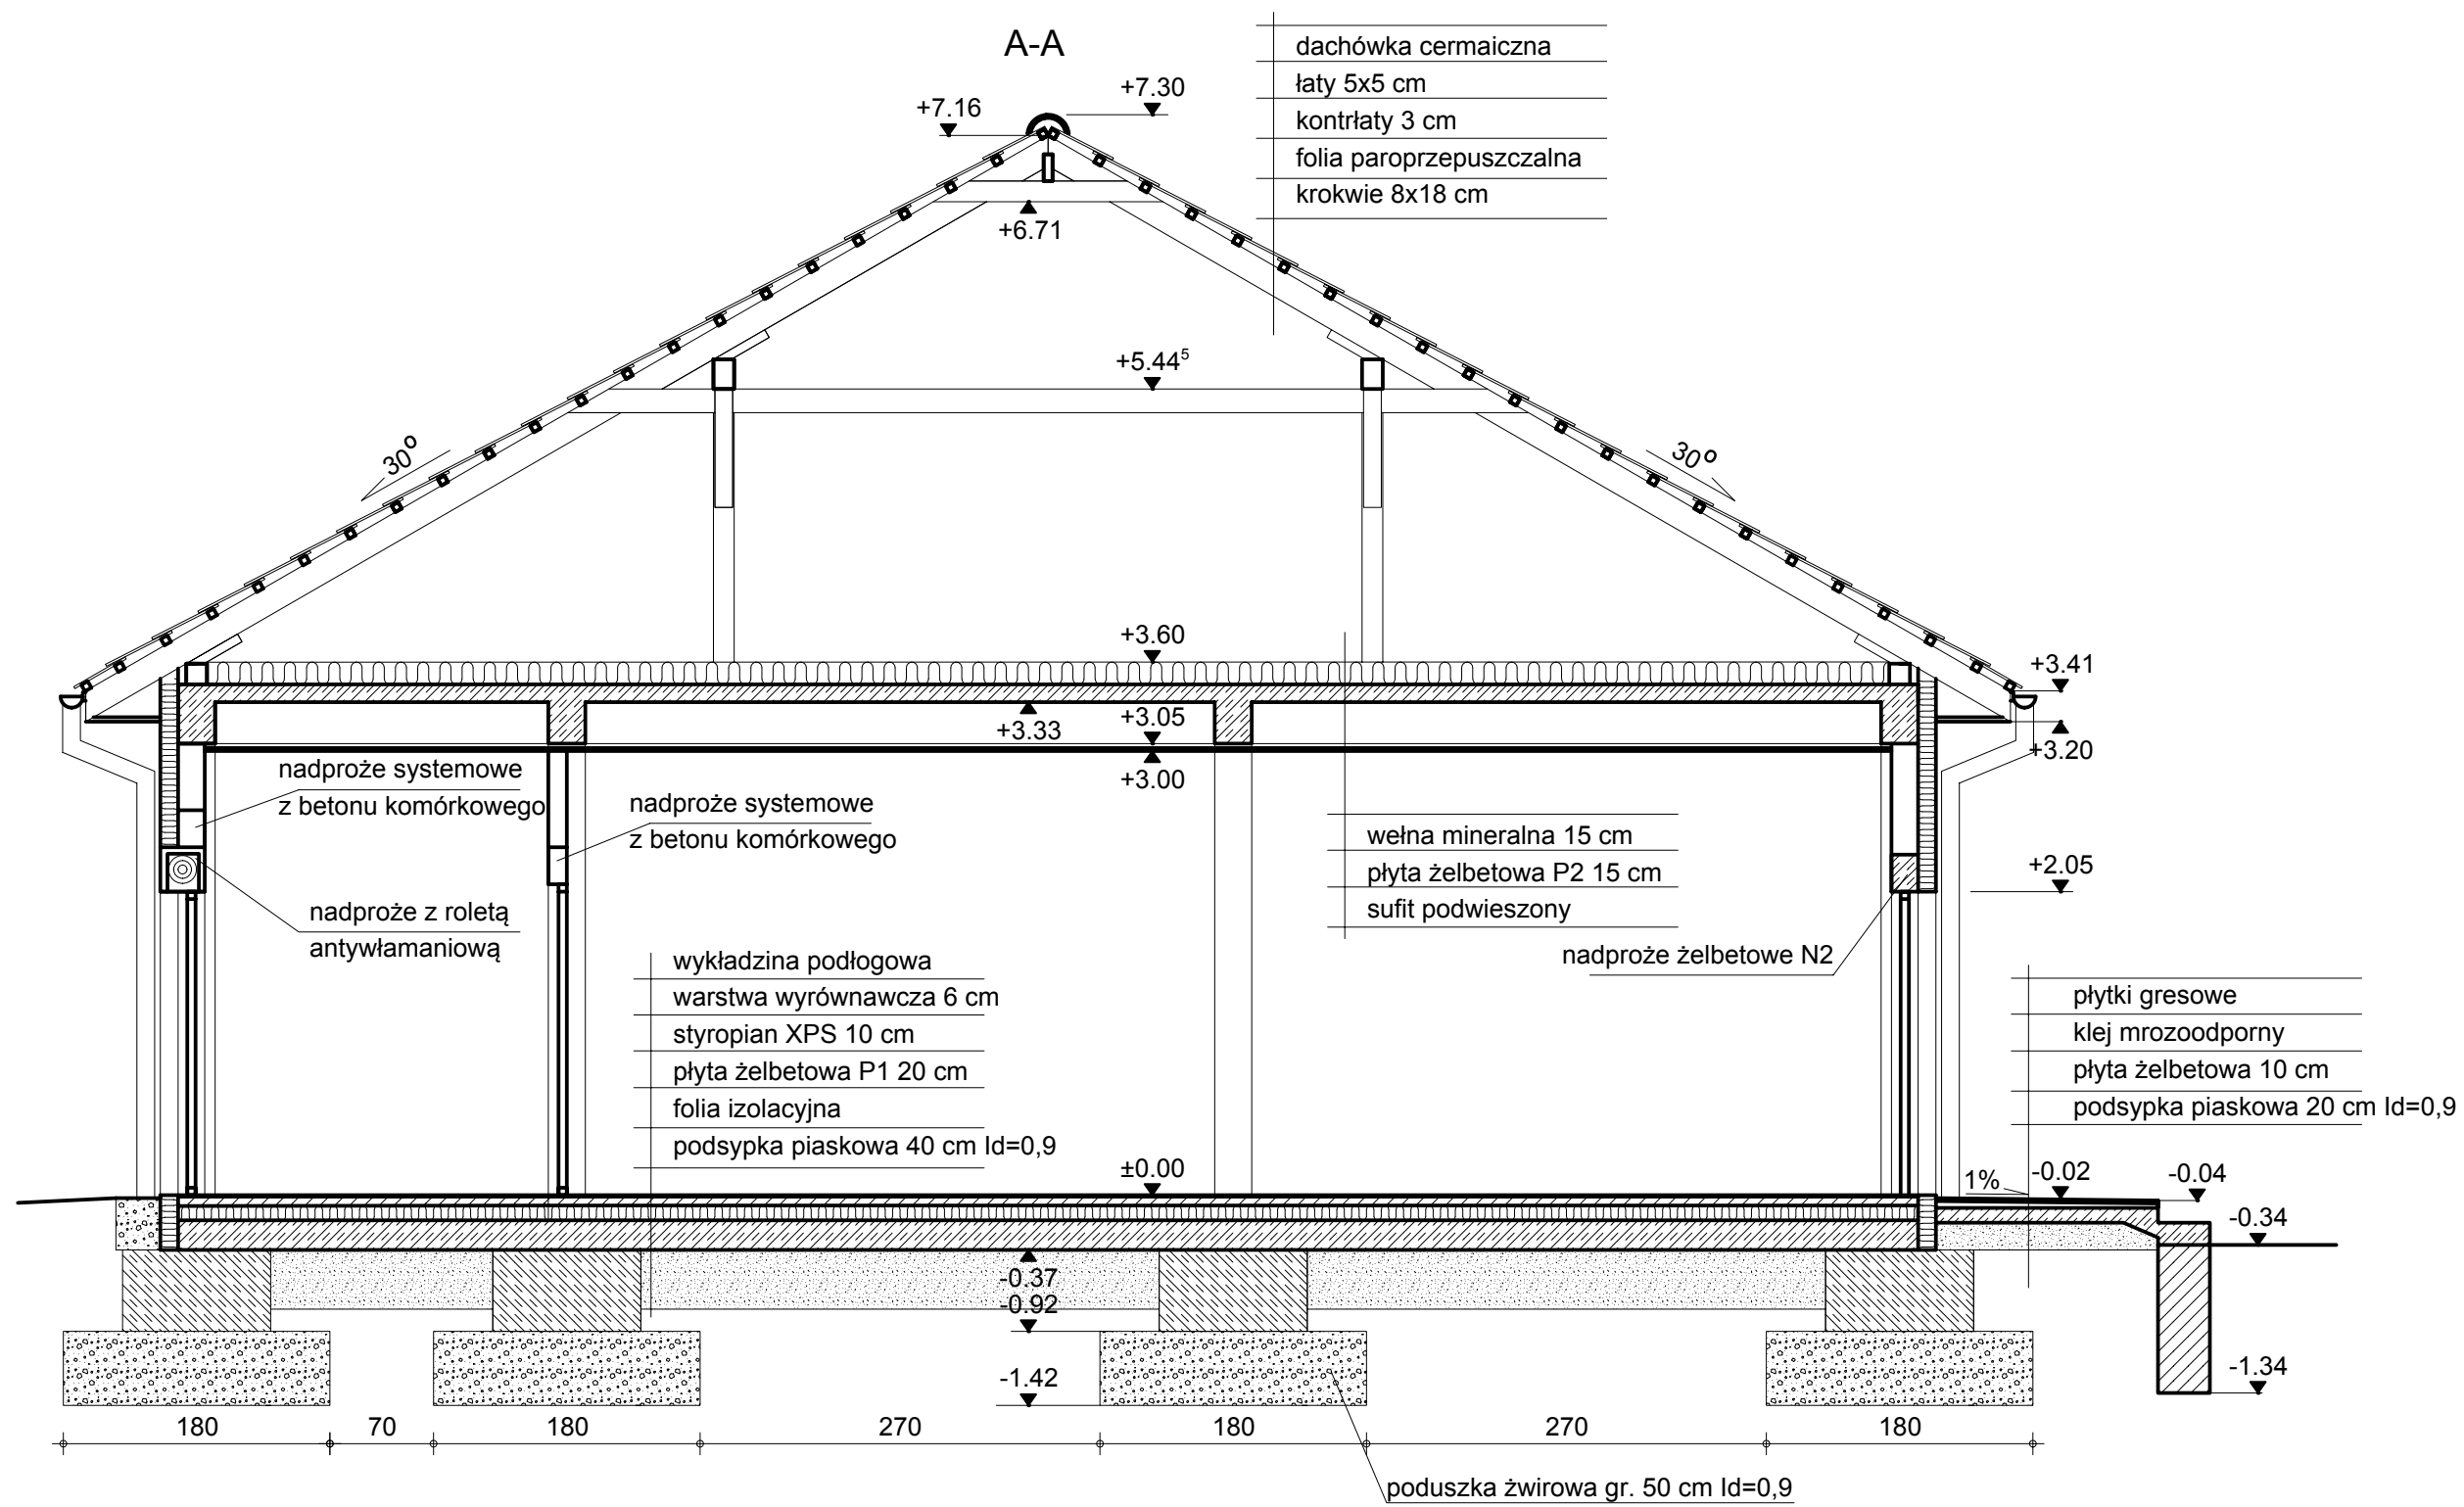 A-A
dachówka cermaiczna
łaty 5x5 cm
kontrłaty 3 cm
folia paroprzepuszczalna
krokwie 8x18 cm
+7.30
+7.16
+6.71
+5.44⁵
30º
30º
+3.60
+3.41
+3.33
+3.05
+3.20
+3.00
nadproże systemowe
z betonu komórkowego
nadproże systemowe
z betonu komórkowego
wełna mineralna 15 cm
płyta żelbetowa P2 15 cm
sufit podwieszony
+2.05
nadproże z roletą
antywłamaniową
nadproże żelbetowe N2
wykładzina podłogowa
warstwa wyrównawcza 6 cm
styropian XPS 10 cm
płyta żelbetowa P1 20 cm
folia izolacyjna
podsypka piaskowa 40 cm Id=0,9
płytki gresowe
klej mrozoodporny
płyta żelbetowa 10 cm
podsypka piaskowa 20 cm Id=0,9
±0.00
1%
-0.02
-0.04
-0.34
-0.37
-0.92
-1.42
-1.34
180 70 180 270 180 270 180
poduszka żwirowa gr. 50 cm Id=0,9